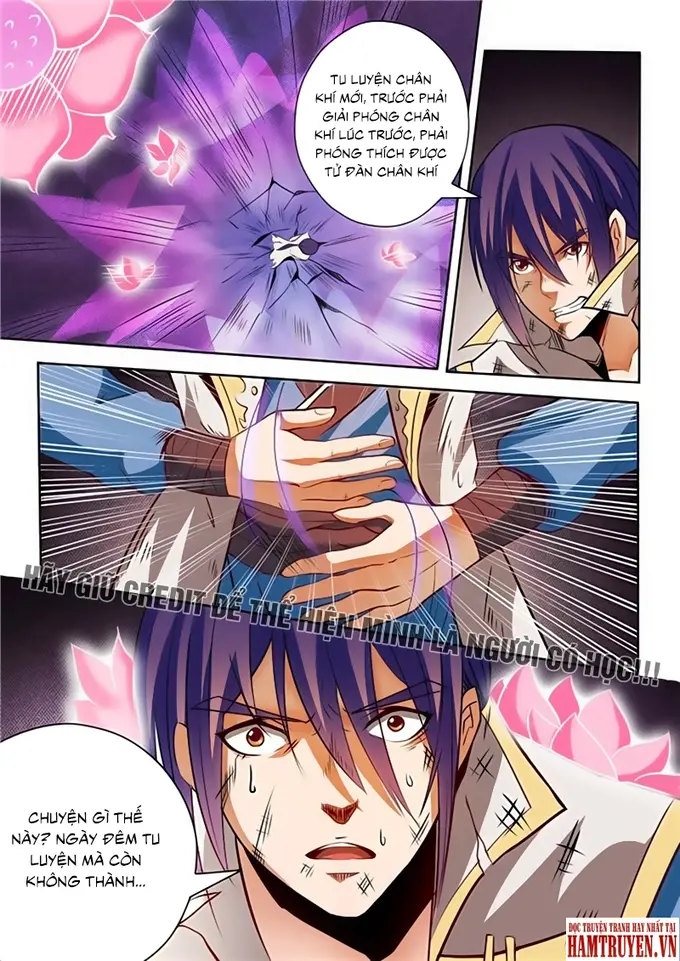 TU LUYỆN CHÂN
KHÍ MỚI, TRƯỚC PHẢI
GIẢI PHÓNG CHÂN
KHÍ LÚC TRƯỚC, PHẢI
PHÓNG THÍCH ĐƯỢC
TỬ ĐÀN CHÂN KHÍ
HÃY GIỮ CREDIT ĐỂ THỂ HIỆN MÌNH LÀ NGƯỜI CÓ HỌC!!!
CHUYỆN GÌ THẾ
NÀY? NGÀY ĐÊM TU
LUYỆN MÀ CÒN
KHÔNG THÀNH...
ĐỌC TRUYỆN TRANH HAY NHẤT TẠI
HAMTRUYEN.VN